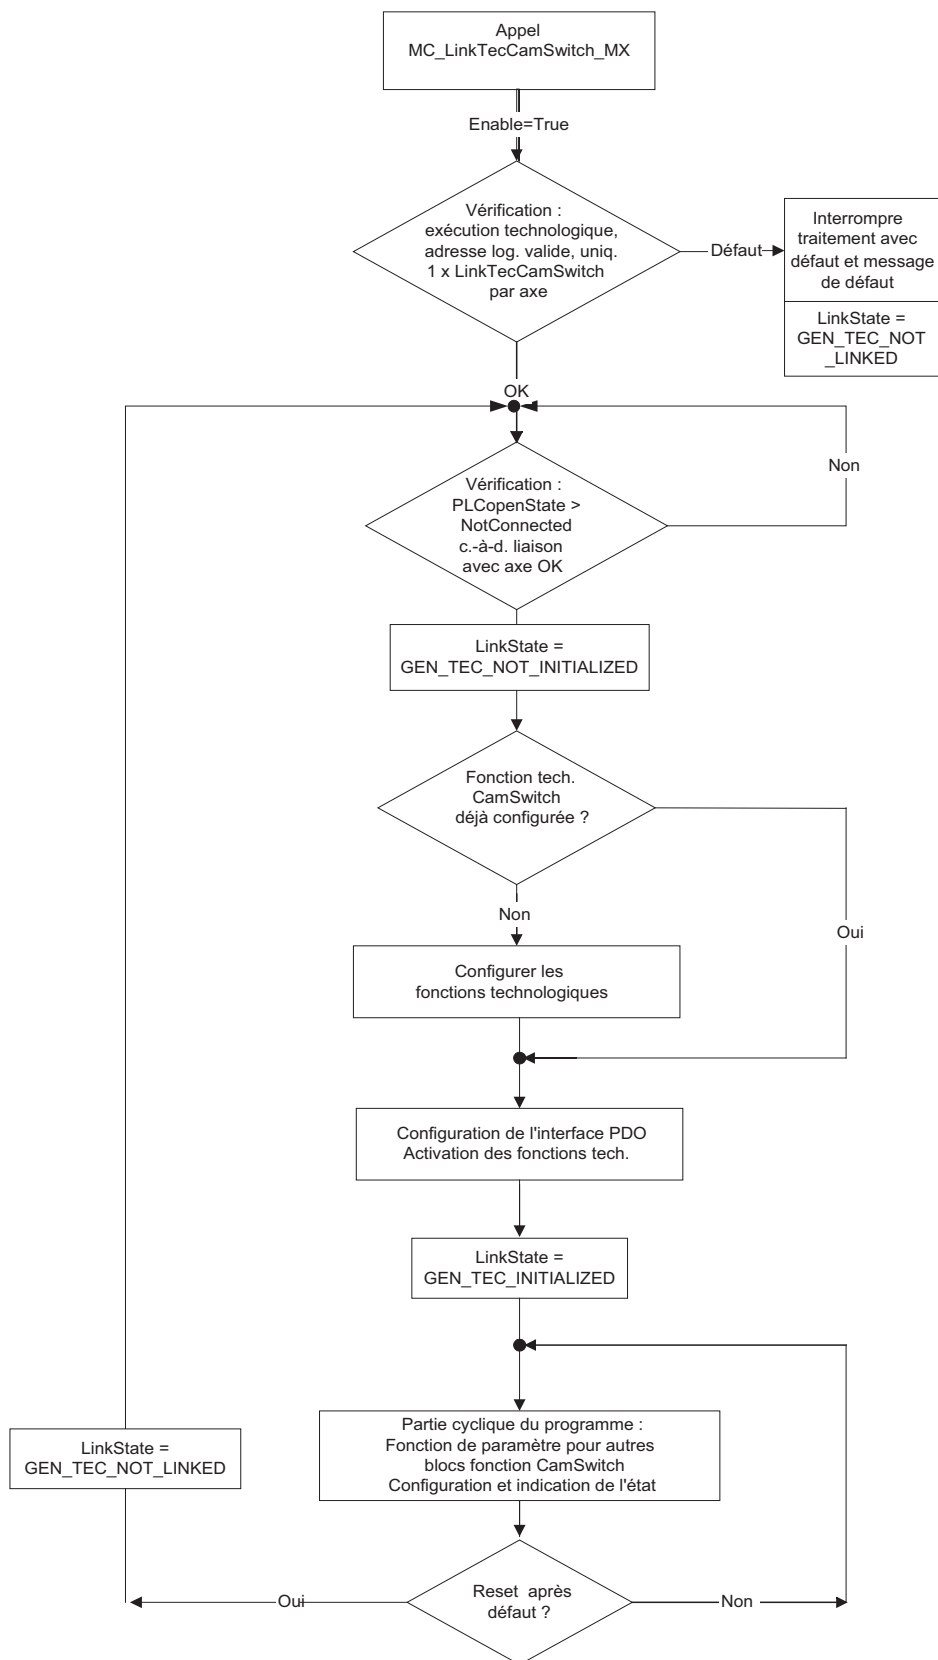 Appel
MC_LinkTecCamSwitch_MX
Enable=True
Vérification :
exécution technologique,
adresse log. valide, uniq.
1 x LinkTecCamSwitch
par axe
Défaut
Interrompre
traitement avec
défaut et message
de défaut
LinkState =
GEN_TEC_NOT
_LINKED
OK
Non
Vérification :
PLCopenState >
NotConnected
c.-à-d. liaison
avec axe OK
LinkState =
GEN_TEC_NOT_INITIALIZED
Fonction tech.
CamSwitch
déjà configurée ?
Non
Oui
Configurer les
fonctions technologiques
Configuration de l'interface PDO
Activation des fonctions tech.
LinkState =
GEN_TEC_INITIALIZED
Partie cyclique du programme :
Fonction de paramètre pour autres
blocs fonction CamSwitch
Configuration et indication de l'état
LinkState =
GEN_TEC_NOT_LINKED
Oui
Reset après
défaut ?
Non